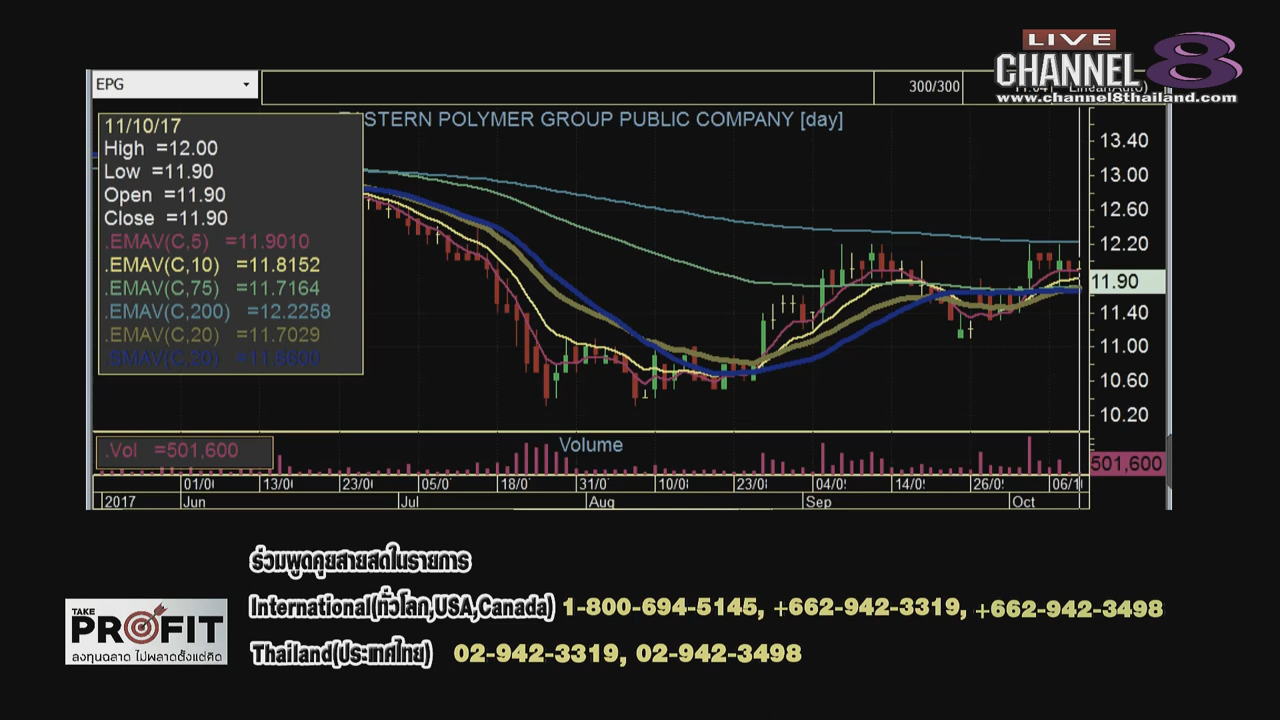 LIVE
CHANNEL 8
www.channel8thailand.com
EPG
300/300
EASTERN POLYMER GROUP PUBLIC COMPANY [day]
11/10/17
High =12.00
Low =11.90
Open =11.90
Close =11.90
.EMAV(C,5) =11.9010
.EMAV(C,10) =11.8152
.EMAV(C,75) =11.7164
.EMAV(C,200) =12.2258
.EMAV(C,20) =11.7029
.SMAV(C,20) =11.6600
13.40
13.00
12.60
12.20
11.90
11.40
11.00
10.60
10.20
.Vol =501,600
Volume
501,600
01/0
13/0
23/0
05/0
18/0
31/0
10/0
23/0
04/0
14/0
26/0
06/1
2017
Jun
Jul
Aug
Sep
Oct
ร่วมพูดคุยสายสดในรายการ
International(ทั่วโลก,USA,Canada) 1-800-694-5145, +662-942-3319, +662-942-3498
Thailand(ประเทศไทย) 02-942-3319, 02-942-3498
TAKE
PROFIT
ลงทุนฉลาด ไม่พลาดตั้งแต่คิด